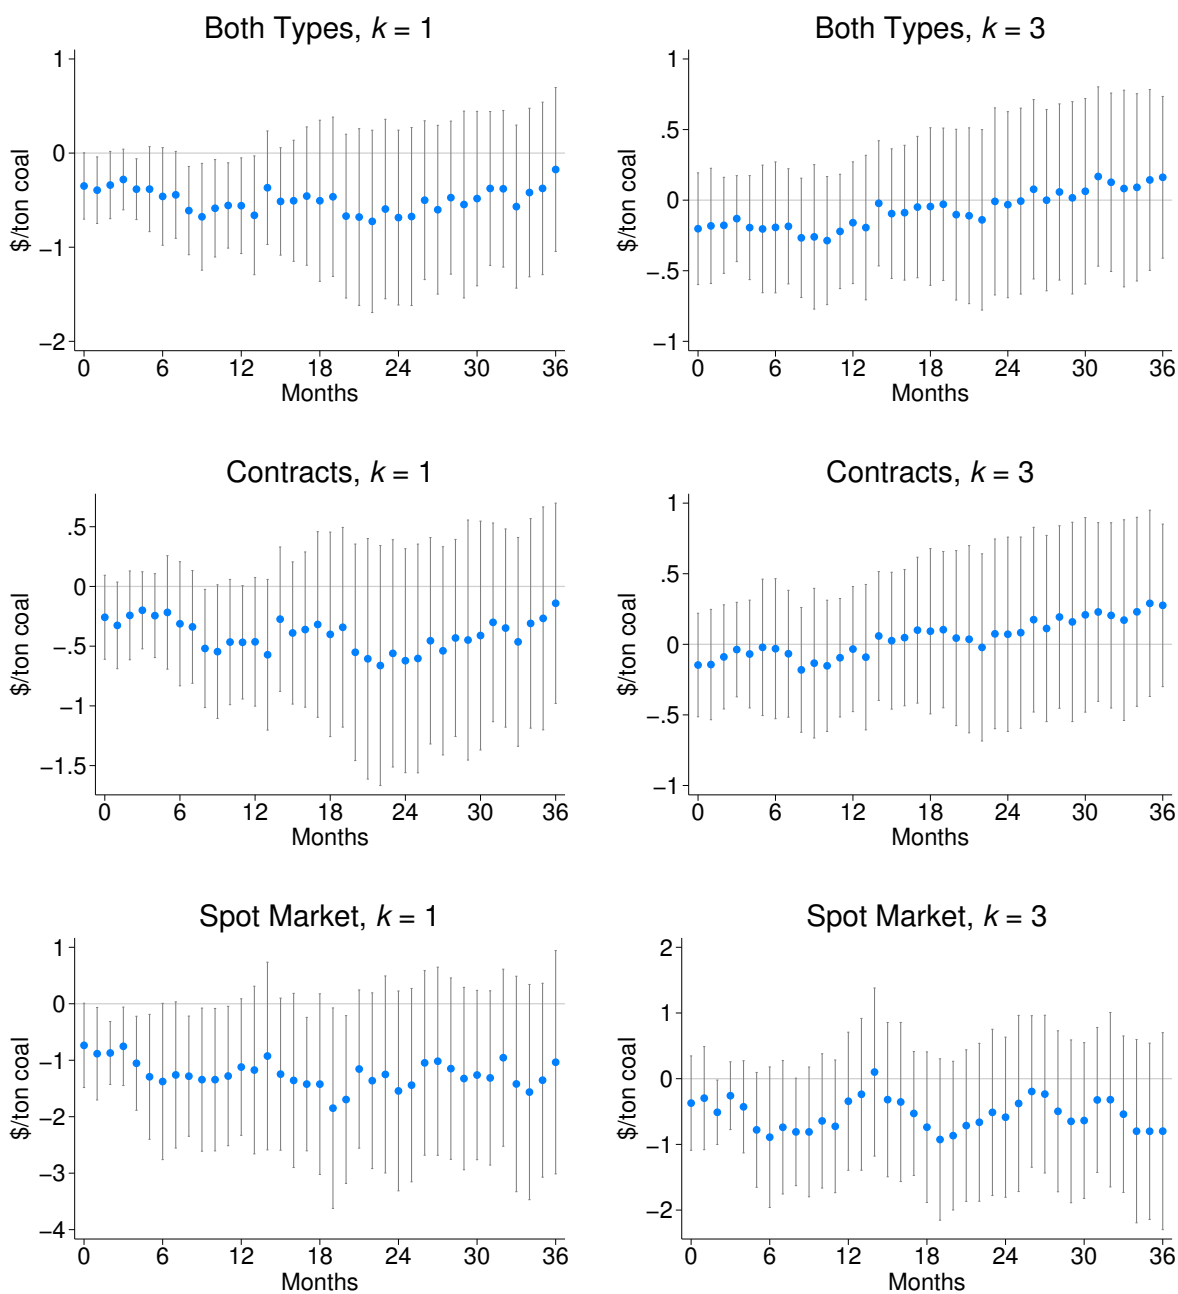 Both Types, k = 1
$/ton coal
1
0
−1
−2
0 6 12 18 24 30 36
Months
Both Types, k = 3
$/ton coal
1
.5
0
−.5
−1
0 6 12 18 24 30 36
Months
Contracts, k = 1
$/ton coal
.5
0
−.5
−1
−1.5
0 6 12 18 24 30 36
Months
Contracts, k = 3
$/ton coal
1
.5
0
−.5
−1
0 6 12 18 24 30 36
Months
Spot Market, k = 1
$/ton coal
1
0
−1
−2
−3
−4
0 6 12 18 24 30 36
Months
Spot Market, k = 3
$/ton coal
2
1
0
−1
−2
0 6 12 18 24 30 36
Months